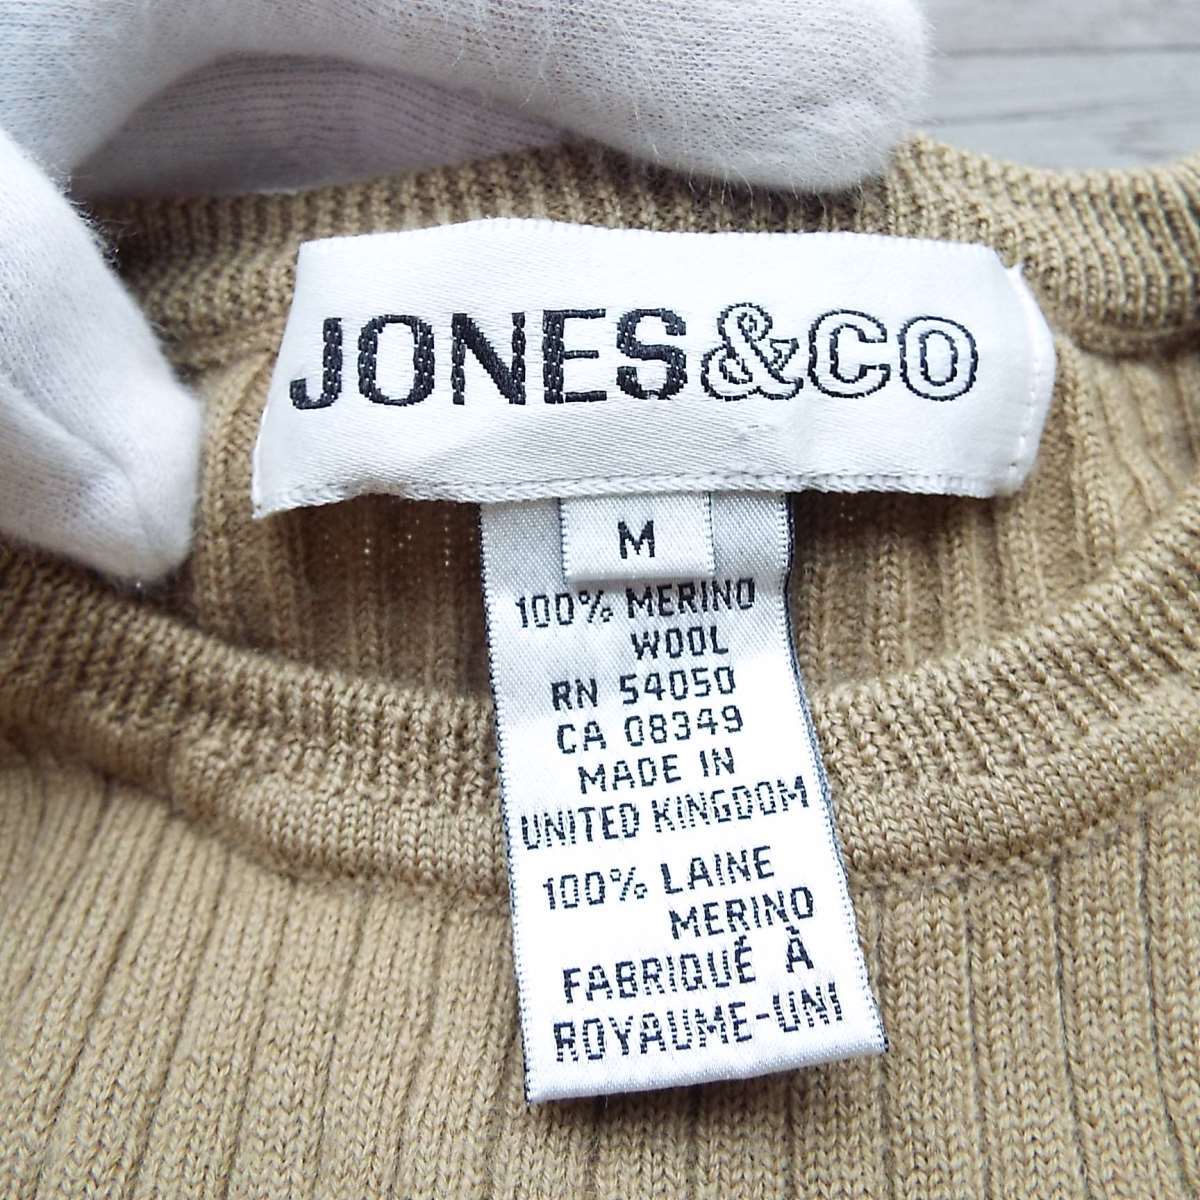 JONES&CO
M
100% MERINO
WOOL
RN 54050
CA 08349
MADE IN
UNITED KINGDOM
100% LAINE
MERINO
FABRIQUÉ À
ROYAUME-UNI